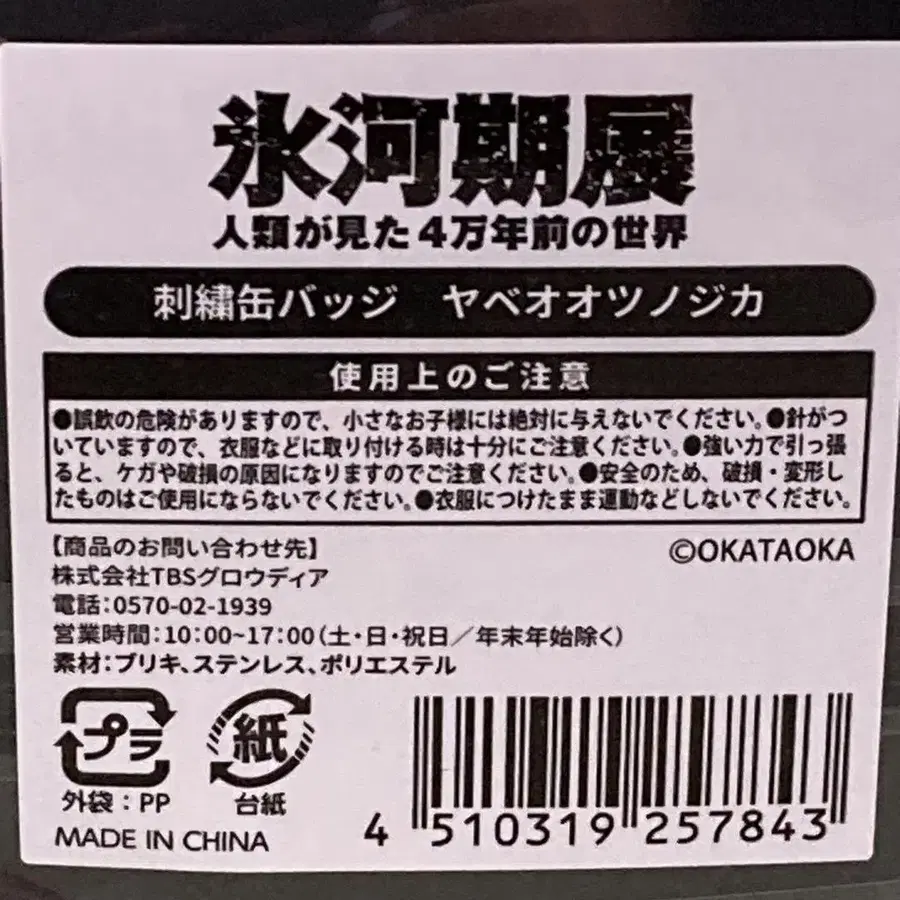 氷河期展
人類が見た4万年前の世界
刺繍缶バッジ　ヤベオオツノジカ
使用上のご注意
●誤飲の危険がありますので、小さなお子様には絶対に与えないでください。●針がつ
いていますので、衣服などに取り付ける時は十分にご注意ください。●強い力で引っ張
ると、ケガや破損の原因になりますのでご注意ください。●安全のため、破損・変形し
たものはご使用にならないでください。●衣服につけたまま運動などしないでください。
【商品のお問い合わせ先】
©OKATAOKA
株式会社TBSグロウディア
電話：0570-02-1939
営業時間：10:00~17:00（土・日・祝日／年末年始除く）
素材：ブリキ、ステンレス、ポリエステル
プラ
紙
外袋：PP
台紙
MADE IN CHINA
4 510319 257843